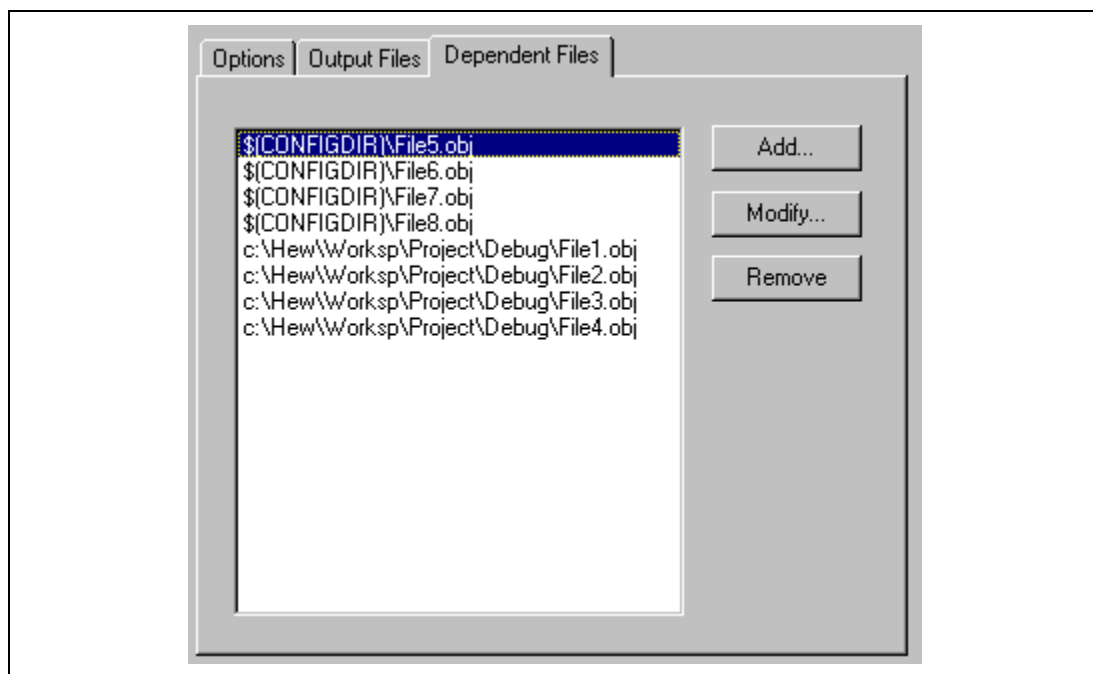 Options Output Files Dependent Files
$(CONFIGDIR)\File5.obj
$(CONFIGDIR)\File6.obj
$(CONFIGDIR)\File7.obj
$(CONFIGDIR)\File8.obj
c:\Hew\Worksp\Project\Debug\File1.obj
c:\Hew\Worksp\Project\Debug\File2.obj
c:\Hew\Worksp\Project\Debug\File3.obj
c:\Hew\Worksp\Project\Debug\File4.obj
Add...
Modify...
Remove